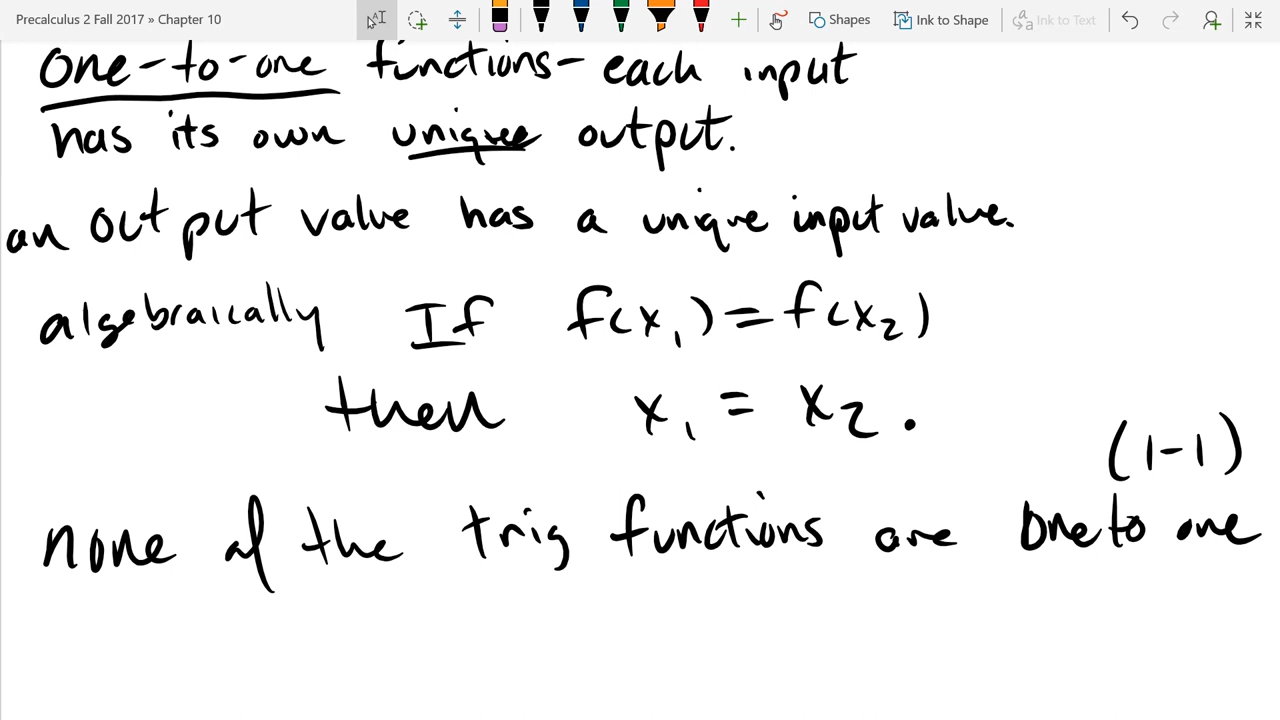 Precalculus 2 Fall 2017 » Chapter 10
Shapes
Ink to Shape
Ink to Text
one-to-one functions- each input
has its own unique output.
an output value has a unique input value.
algebraically If f(x₁) = f(x₂)
then x₁ = x₂.
(1-1)
none of the trig functions are one to one